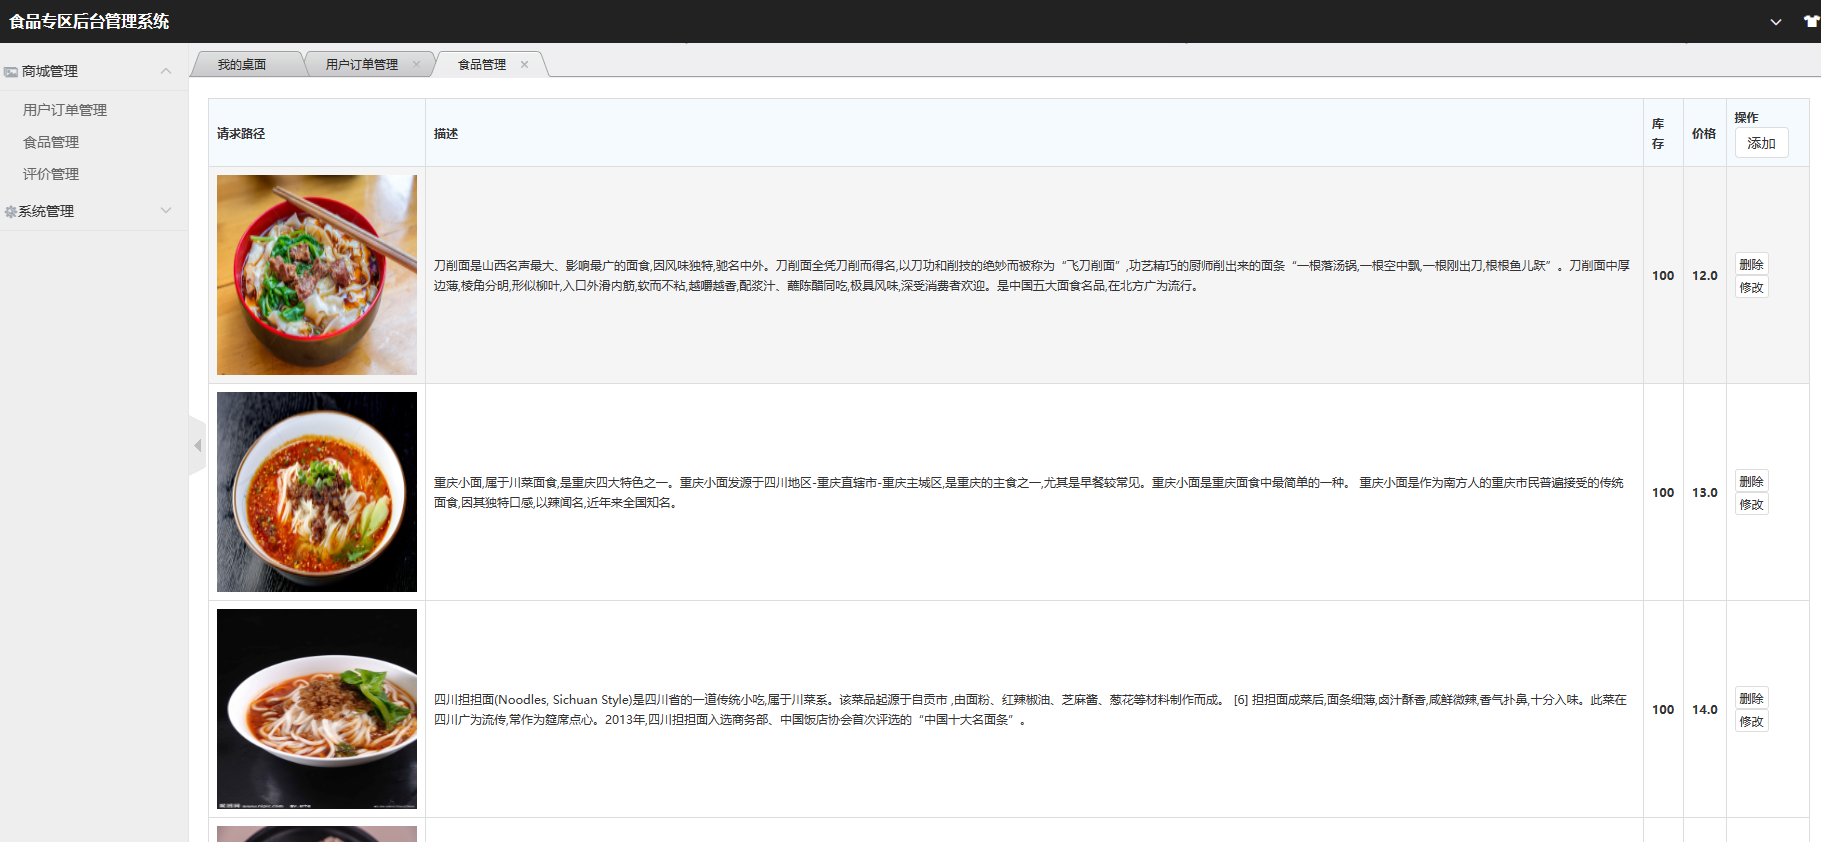 食品专区后台管理系统
商城管理
用户订单管理
食品管理
评价管理
系统管理
我的桌面
用户订单管理
食品管理
请求路径
描述
库
存
价格
操作
添加
刀削面是山西名声最大、影响最广的面食,因风味独特,驰名中外。刀削面全凭刀削而得名,以刀功和削技的绝妙而被称为“飞刀削面”,功艺精巧的厨师削出来的面条“一根落汤锅,一根空中飘,一根刚出刀,根根鱼儿跃”。刀削面中厚
边薄,棱角分明,形似柳叶,入口外滑内筋,软而不粘,越嚼越香,配浆汁、蘸陈醋同吃,极具风味,深受消费者欢迎。是中国五大面食名品,在北方广为流行。
100
12.0
删除
修改
重庆小面,属于川菜面食,是重庆四大特色之一。重庆小面发源于四川地区-重庆直辖市-重庆主城区,是重庆的主食之一,尤其是早餐较常见。重庆小面是重庆面食中最简单的一种。 重庆小面是作为南方人的重庆市民普遍接受的传统
面食,因其独特口感,以辣闻名,近年来全国知名。
100
13.0
删除
修改
四川担担面(Noodles, Sichuan Style)是四川省的一道传统小吃,属于川菜系。该菜品起源于自贡市 ,由面粉、红辣椒油、芝麻酱、葱花等材料制作而成。 [6] 担担面成菜后,面条细薄,卤汁酥香,咸鲜微辣,香气扑鼻,十分入味。此菜在
四川广为流传,常作为筵席点心。2013年,四川担担面入选商务部、中国饭店协会首次评选的“中国十大名面条”。
100
14.0
删除
修改